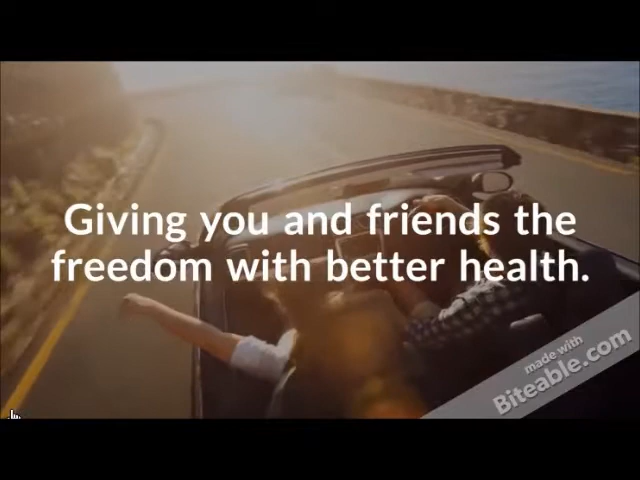 Giving you and friends the
freedom with better health.
made with
Biteable.com